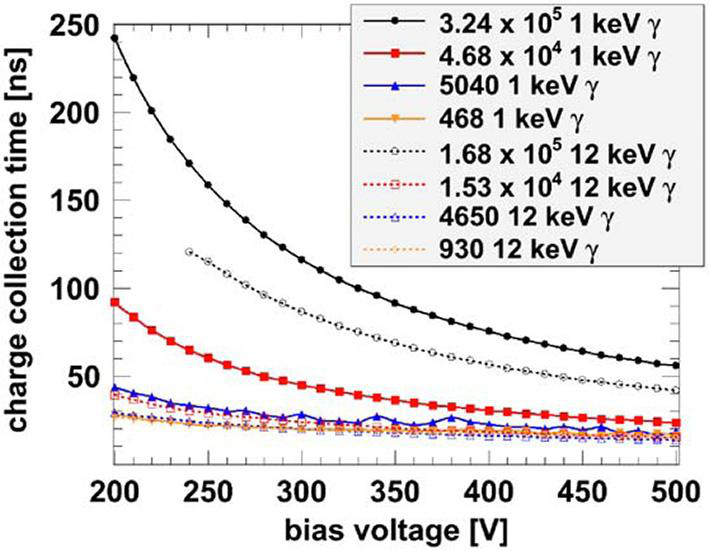 250
200
150
100
50
charge collection time [ns]
3.24 x 10⁵ 1 keV γ
4.68 x 10⁴ 1 keV γ
5040 1 keV γ
468 1 keV γ
1.68 x 10⁵ 12 keV γ
1.53 x 10⁴ 12 keV γ
4650 12 keV γ
930 12 keV γ
200 250 300 350 400 450 500
bias voltage [V]